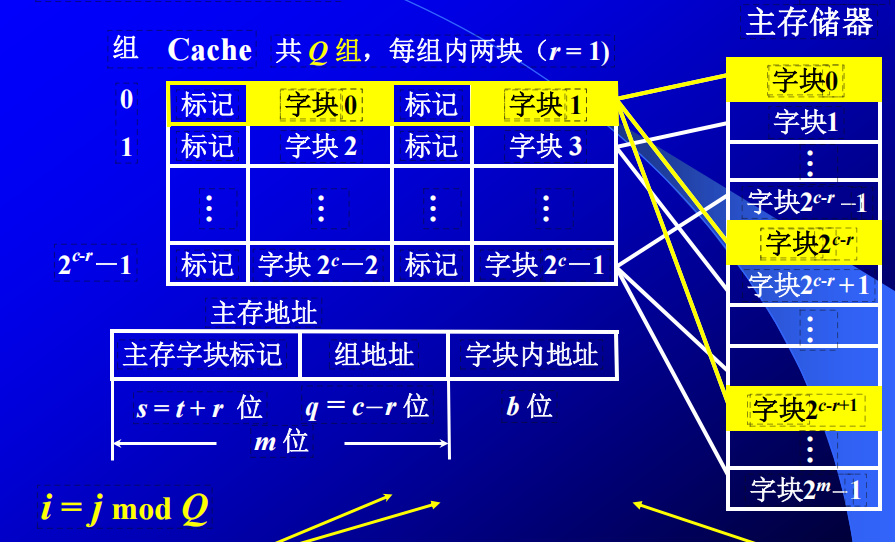 组 Cache 共 Q 组，每组内两块（r = 1）
0 标记 字块 0 标记 字块 1
1 标记 字块 2 标记 字块 3
⋮ ⋮ ⋮ ⋮
2^{c-r}−1 标记 字块 2^c−2 标记 字块 2^c−1
主存地址
主存字块标记 组地址 字块内地址
s = t + r 位 q = c−r 位 b 位
m 位
i = j mod Q
主存储器
字块0
字块1
⋮
字块2^{c-r} −1
字块2^{c-r}
字块2^{c-r} + 1
⋮
字块2^{c-r+1}
⋮
字块2^m−1